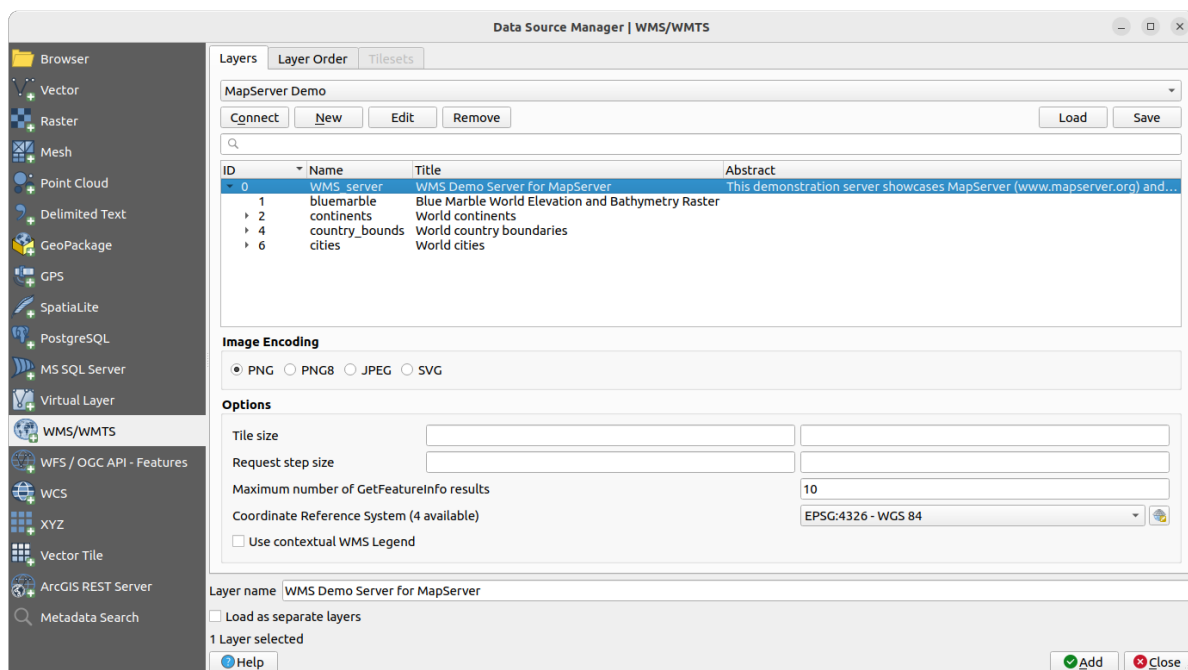 Data Source Manager | WMS/WMTS
Browser
Vector
Raster
Mesh
Point Cloud
Delimited Text
GeoPackage
GPS
SpatiaLite
PostgreSQL
MS SQL Server
Virtual Layer
WMS/WMTS
WFS / OGC API - Features
WCS
XYZ
Vector Tile
ArcGIS REST Server
Metadata Search
Layers Layer Order Tilesets
MapServer Demo
Connect New Edit Remove Load Save
ID Name Title Abstract
0 WMS_server WMS Demo Server for MapServer This demonstration server showcases MapServer (www.mapserver.org) and...
1 bluemarble Blue Marble World Elevation and Bathymetry Raster
2 continents World continents
4 country_bounds World country boundaries
6 cities World cities
Image Encoding
PNG PNG8 JPEG SVG
Options
Tile size
Request step size
Maximum number of GetFeatureInfo results 10
Coordinate Reference System (4 available) EPSG:4326 - WGS 84
Use contextual WMS Legend
Layer name WMS Demo Server for MapServer
Load as separate layers
1 Layer selected
Help Add Close